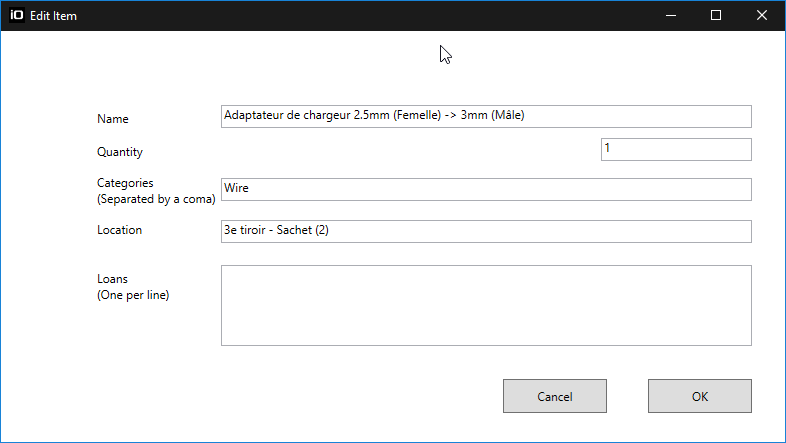 iO Edit Item
Name
Adaptateur de chargeur 2.5mm (Femelle) -> 3mm (Mâle)
Quantity
1
Categories
(Separated by a coma)
Wire
Location
3e tiroir - Sachet (2)
Loans
(One per line)
Cancel
OK